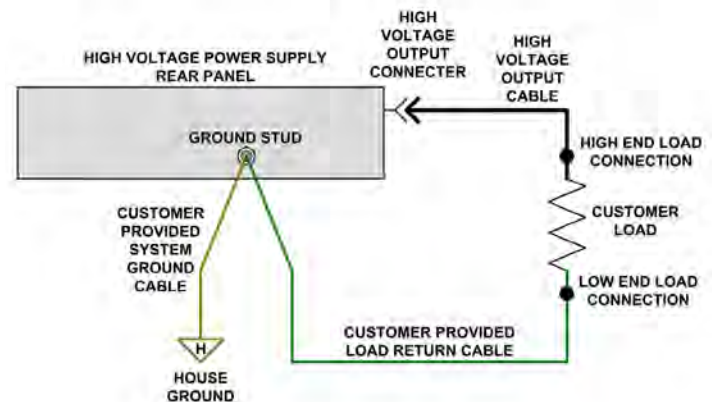 HIGH VOLTAGE POWER SUPPLY
REAR PANEL
HIGH
VOLTAGE
OUTPUT
CONNECTER
HIGH
VOLTAGE
OUTPUT
CABLE
GROUND STUD
HIGH END LOAD
CONNECTION
CUSTOMER
LOAD
LOW END LOAD
CONNECTION
CUSTOMER
PROVIDED
SYSTEM
GROUND
CABLE
CUSTOMER PROVIDED
LOAD RETURN CABLE
H
HOUSE
GROUND